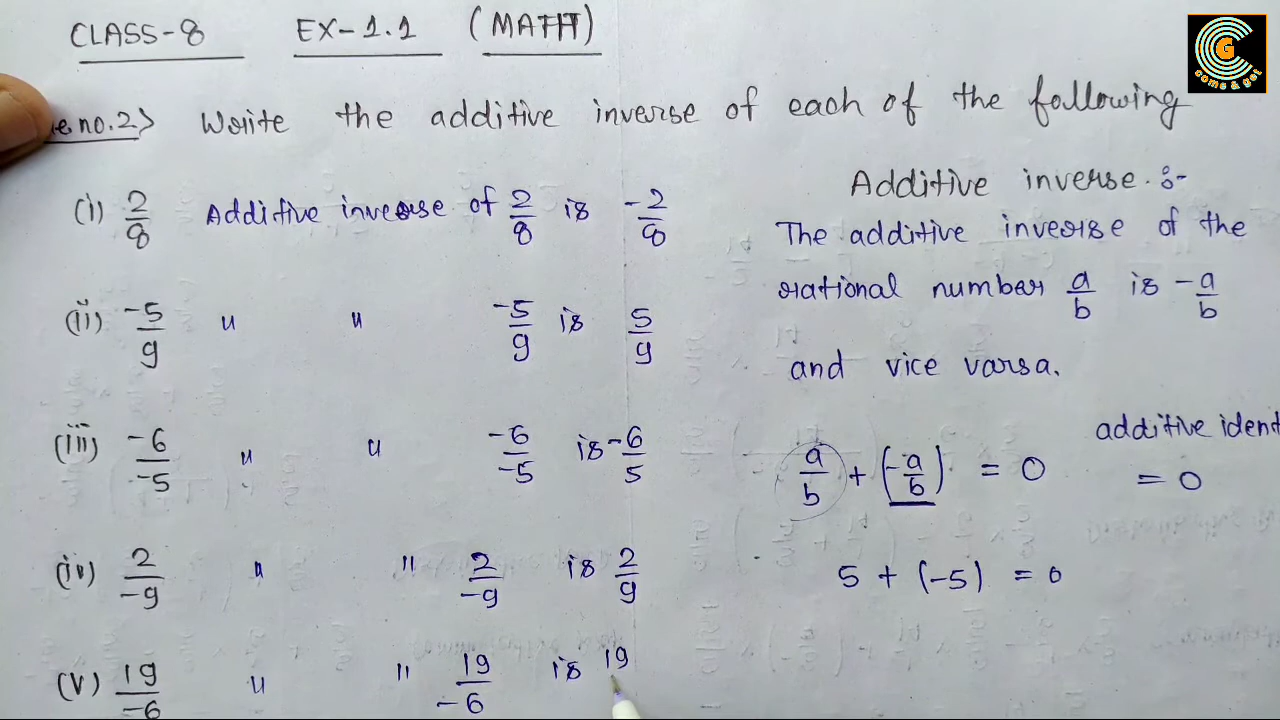 CLASS-8 EX-1.1 (MATH)
e no.2> Write the additive inverse of each of the following
(i) 2/8 Additive inverse of 2/8 is -2/8
(ii) -5/9 " " -5/9 is 5/9
(iii) -6/-5 " " -6/-5 is -6/5
(iv) 2/-9 " " 2/-9 is 2/9
(v) 19/-6 " " 19/-6 is 19
Additive inverse :-
The additive inverse of the
rational number a/b is -a/b
and vice varsa.
additive ident
a/b + (-a/b) = 0 = 0
5 + (-5) = 0
G
come & get